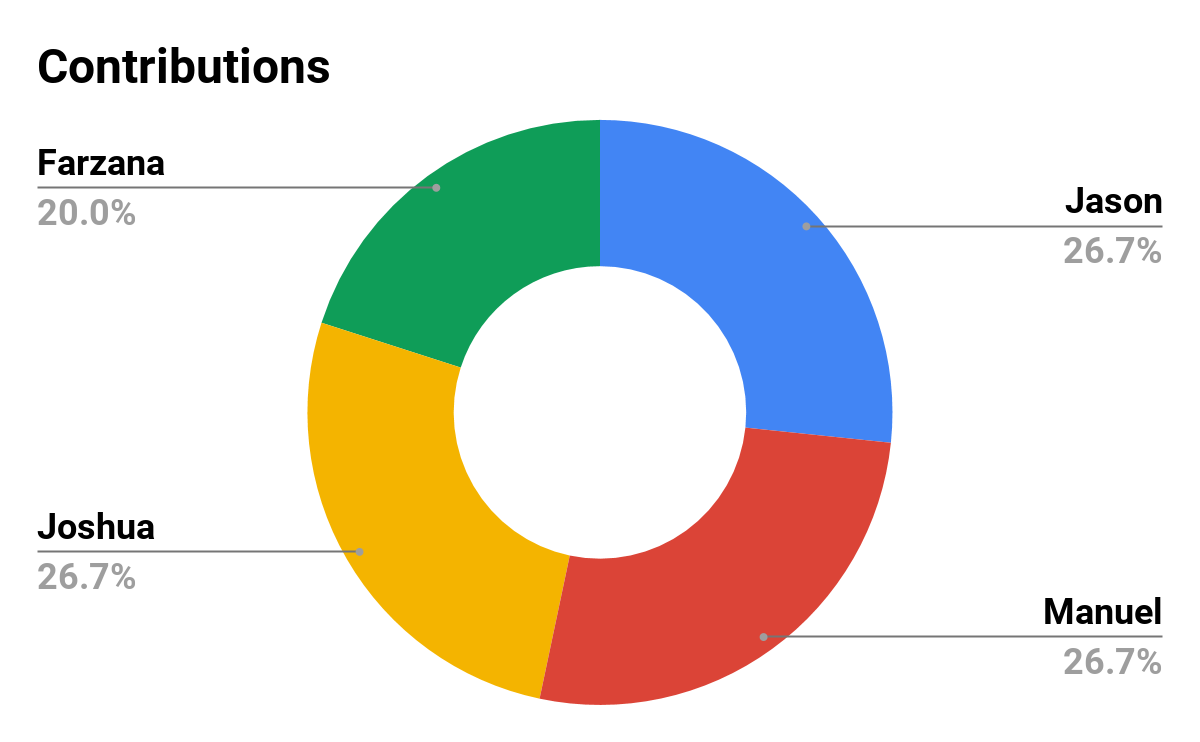 Contributions
Farzana
20.0%
Jason
26.7%
Joshua
26.7%
Manuel
26.7%